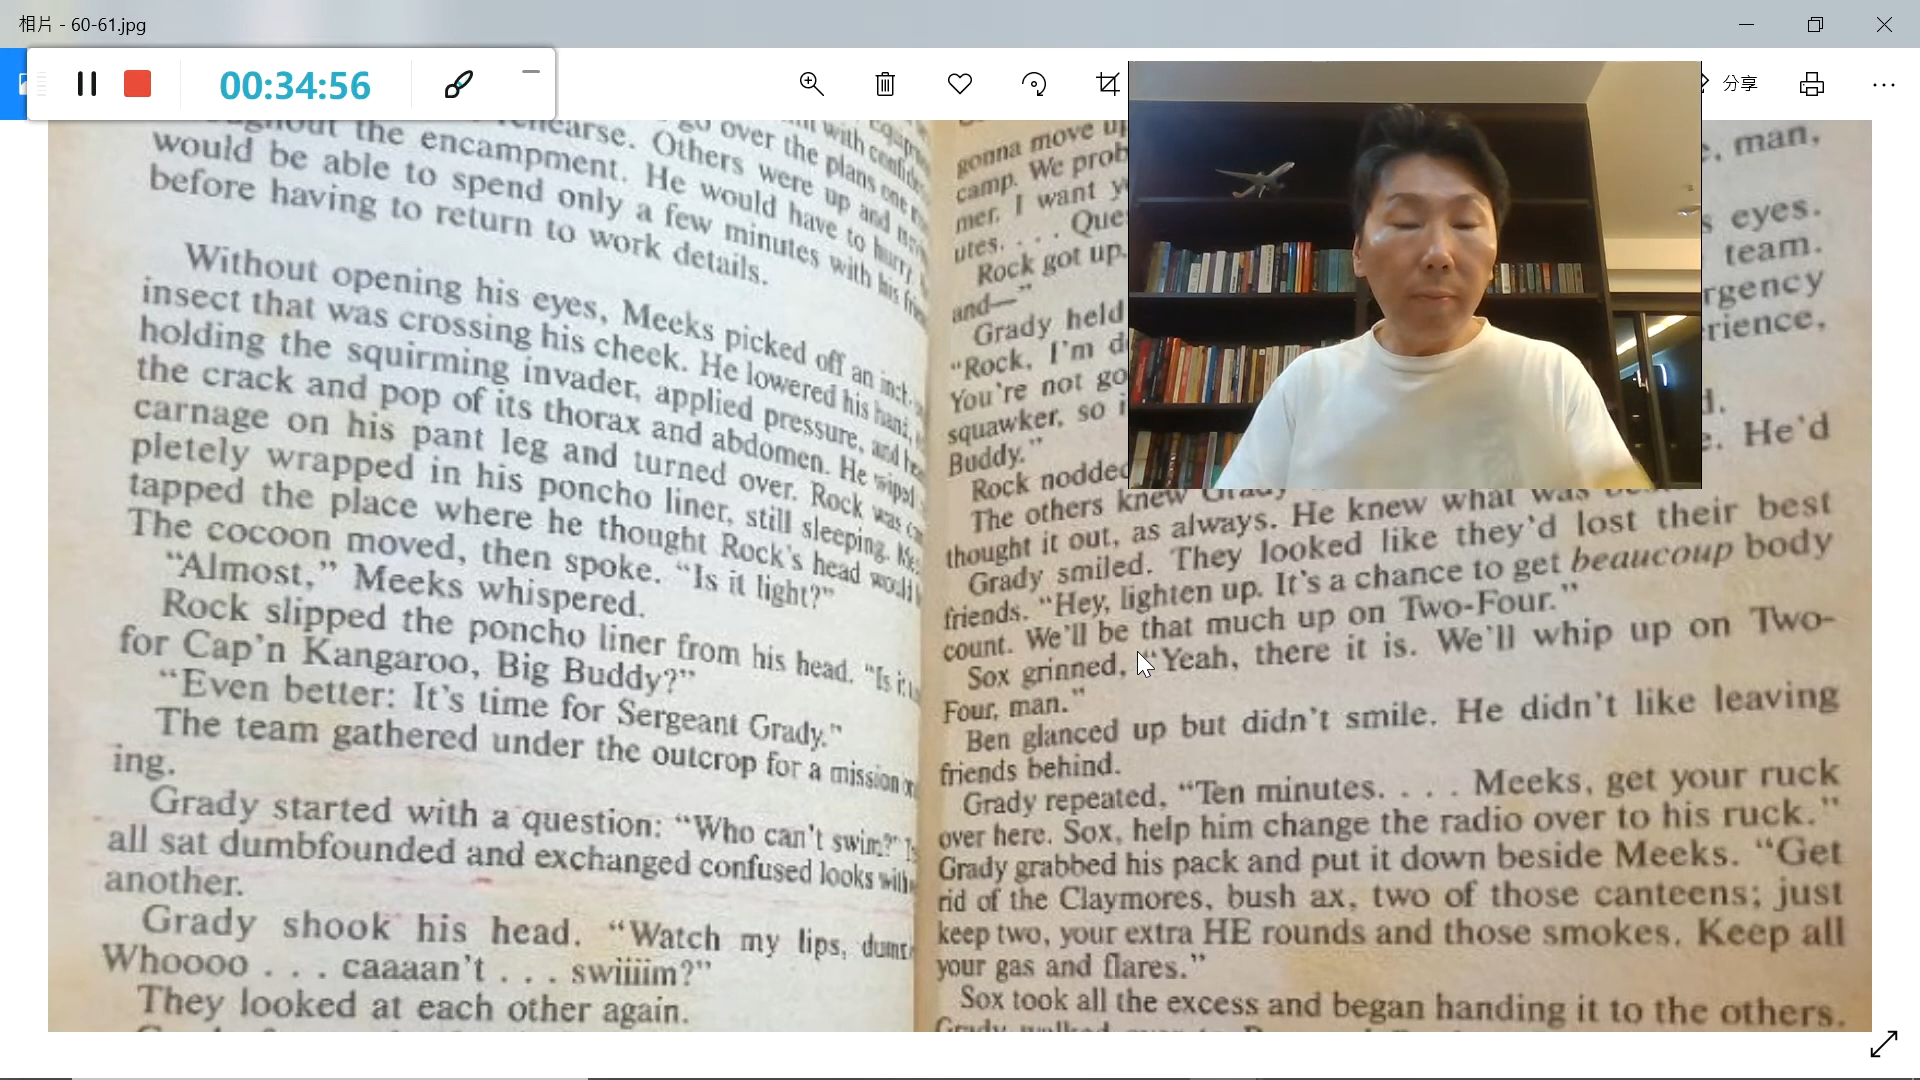 相片 - 60-61.jpg
00:34:56
分享
the encampment. He would have to hurry,
would be able to spend only a few minutes with his
before having to return to work details.
Without opening his eyes, Meeks picked off an
insect that was crossing his cheek. He lowered his hand,
holding the squirming invader, applied pressure, and
the crack and pop of its thorax and abdomen. He wiped
carnage on his pant leg and turned over. Rock was
pletely wrapped in his poncho liner, still sleeping.
tapped the place where he thought Rock's head would
The cocoon moved, then spoke. "Is it light?"
"Almost," Meeks whispered.
Rock slipped the poncho liner from his head. "Is it
for Cap'n Kangaroo, Big Buddy?"
"Even better: It's time for Sergeant Grady."
The team gathered under the outcrop for a mission
ing.
Grady started with a question: "Who can't swim?"
all sat dumbfounded and exchanged confused looks with
another.
Grady shook his head. "Watch my lips,
Whoooo . . . caaaan't . . . swiiiim?"
They looked at each other again.
gonna move up
camp. We prob
mer. I want
utes. . . . Ques
Rock got up.
and—"
Grady held
"Rock, I'm d
You're not go
squawker, so
Buddy."
Rock nodded
man,
eyes.
team.
rgency
rience,
He'd
The others knew Grady
thought it out, as always. He knew what was
Grady smiled. They looked like they'd lost their best
friends. "Hey, lighten up. It's a chance to get beaucoup body
count. We'll be that much up on Two-Four."
Sox grinned, "Yeah, there it is. We'll whip up on Two-
Four, man."
Ben glanced up but didn't smile. He didn't like leaving
friends behind.
Grady repeated, "Ten minutes. . . . Meeks, get your ruck
over here. Sox, help him change the radio over to his ruck."
Grady grabbed his pack and put it down beside Meeks. "Get
rid of the Claymores, bush ax, two of those canteens; just
keep two, your extra HE rounds and those smokes. Keep all
your gas and flares."
Sox took all the excess and began handing it to the others.